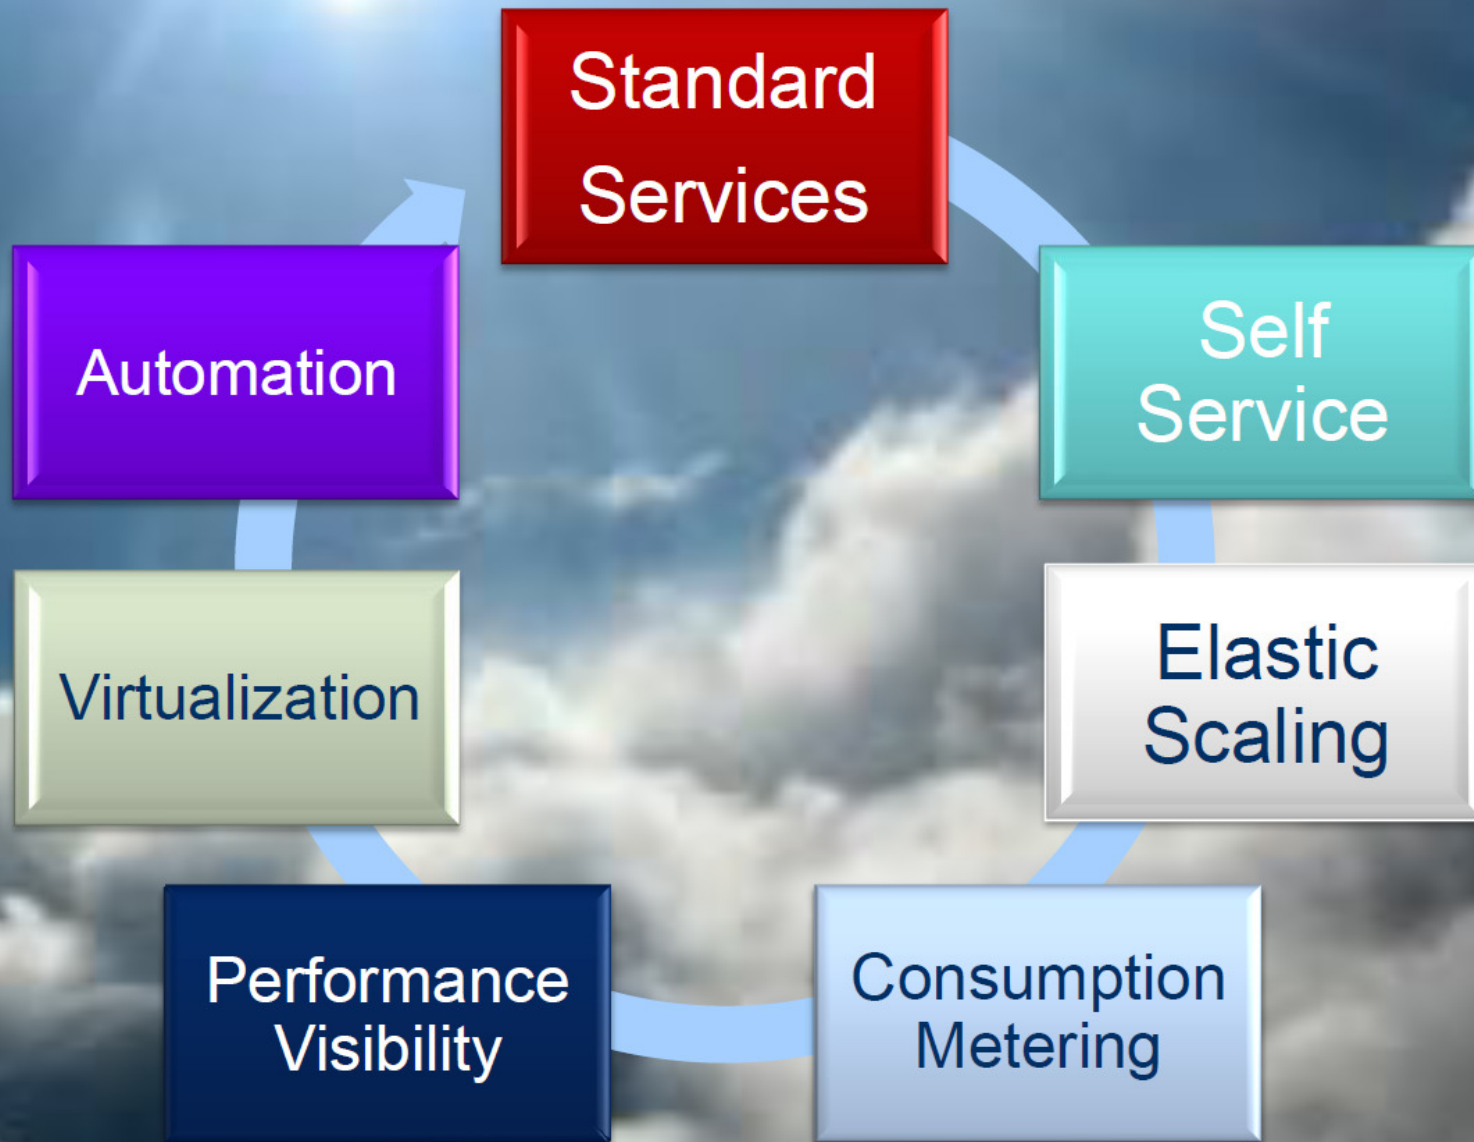 Standard
Services
Self
Service
Elastic
Scaling
Consumption
Metering
Performance
Visibility
Virtualization
Automation